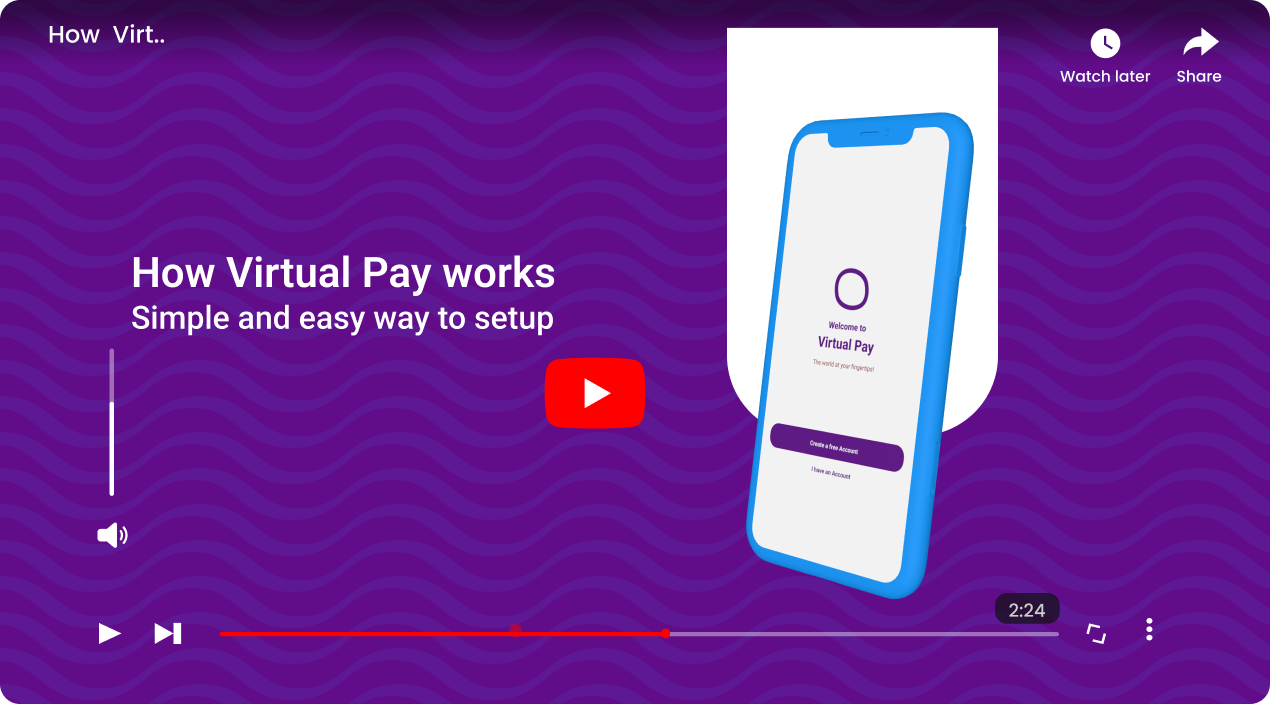 How Virt..
Watch later
Share
How Virtual Pay works
Simple and easy way to setup
Welcome to
Virtual Pay
The world at your fingertips!
Create a free Account
I have an Account
2:24